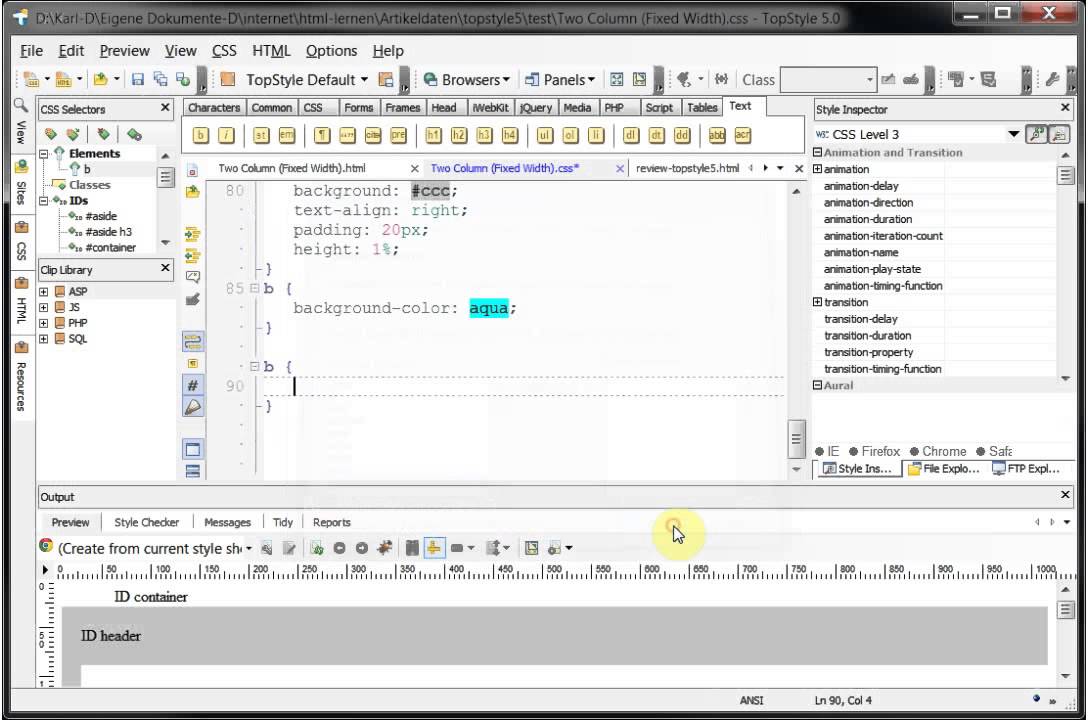 D:\Karl-D\Eigene Dokumente-D\internet\html-lernen\Artikeldaten\topstyle5\test\Two Column (Fixed Width).css - TopStyle 5.0
File Edit Preview View CSS HTML Options Help
TopStyle Default Browsers Panels Class
CSS Selectors
Characters Common CSS Forms Frames Head iWebKit jQuery Media PHP Script Tables Text
Style Inspector
b i st em ¶ cite pre h1 h2 h3 h4 ul ol li dl dt dd abb acr
CSS Level 3
View
Sites
CSS
HTML
Resources
Elements
b
Classes
IDs
#aside
#aside h3
#container
Clip Library
ASP
JS
PHP
SQL
Two Column (Fixed Width).html Two Column (Fixed Width).css* review-topstyle5.html
80 background: #ccc;
text-align: right;
padding: 20px;
height: 1%;
}
85 b {
background-color: aqua;
}
b {
90
}
Animation and Transition
animation
animation-delay
animation-direction
animation-duration
animation-iteration-count
animation-name
animation-play-state
animation-timing-function
transition
transition-delay
transition-duration
transition-property
transition-timing-function
Aural
IE Firefox Chrome Safa
Style Ins... File Explo... FTP Expl...
Output
Preview Style Checker Messages Tidy Reports
(Create from current style she
0 50 100 150 200 250 300 350 400 450 500 550 600 650 700 750 800 850 900 950 1000
ID container
ID header
ANSI Ln 90, Col 4